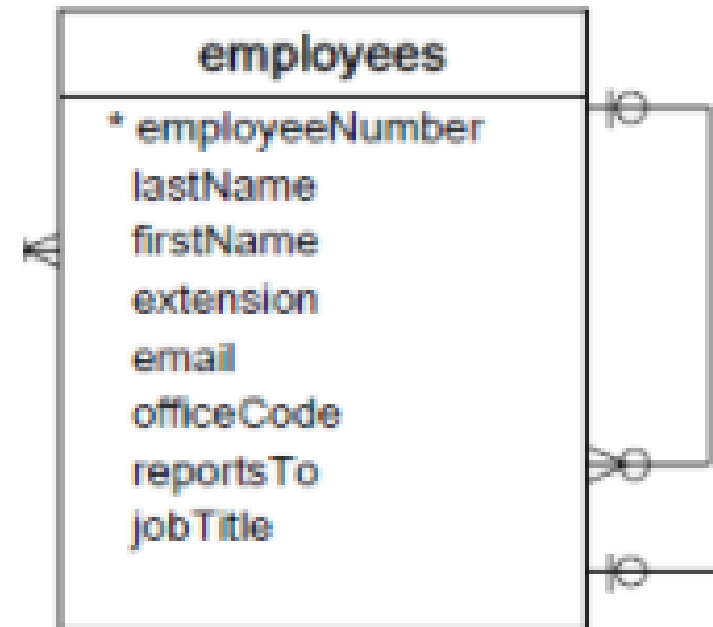 employees
* employeeNumber
lastName
firstName
extension
email
officeCode
reportsTo
jobTitle